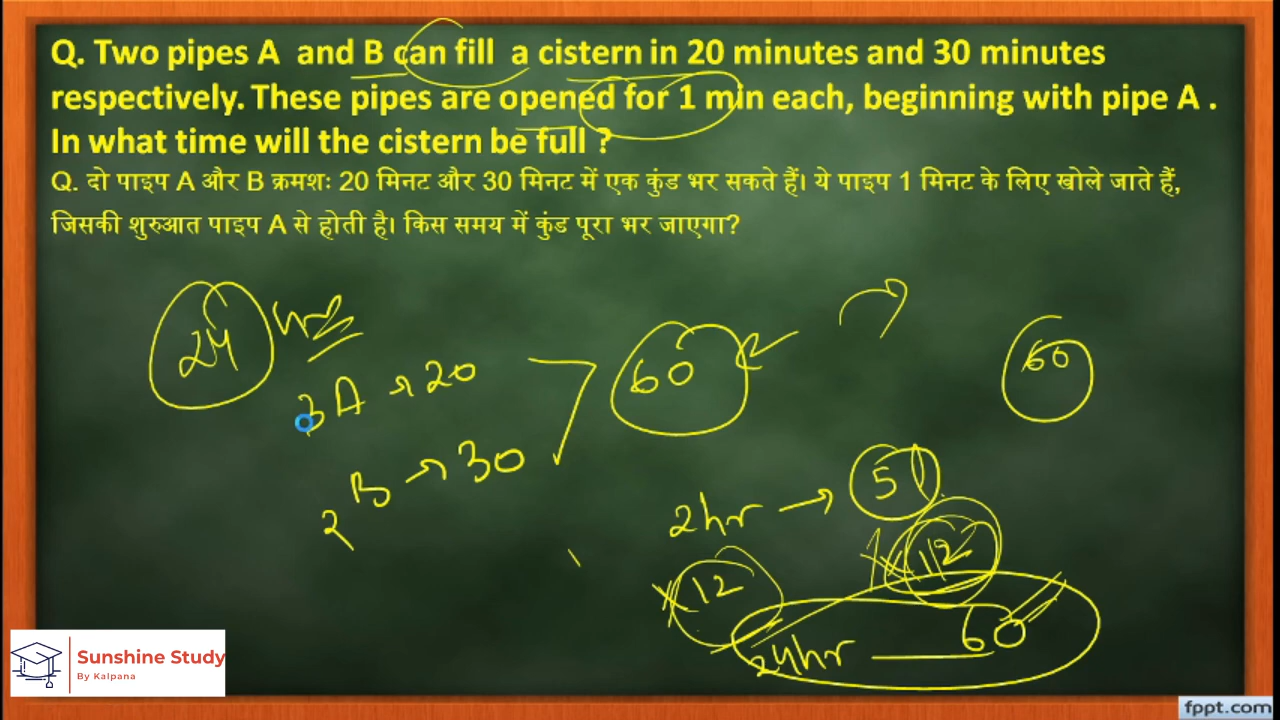 Q. Two pipes A and B can fill a cistern in 20 minutes and 30 minutes
respectively. These pipes are opened for 1 min each, beginning with pipe A .
In what time will the cistern be full ?
Q. दो पाइप A और B क्रमशः 20 मिनट और 30 मिनट में एक कुंड भर सकते हैं। ये पाइप 1 मिनट के लिए खोले जाते हैं,
जिसकी शुरुआत पाइप A से होती है। किस समय में कुंड पूरा भर जाएगा?
24
3 A → 20
60
60
2 B → 30
2hr → 5
x12 x12
24hr — 60
Sunshine Study
By Kalpana
fppt.com